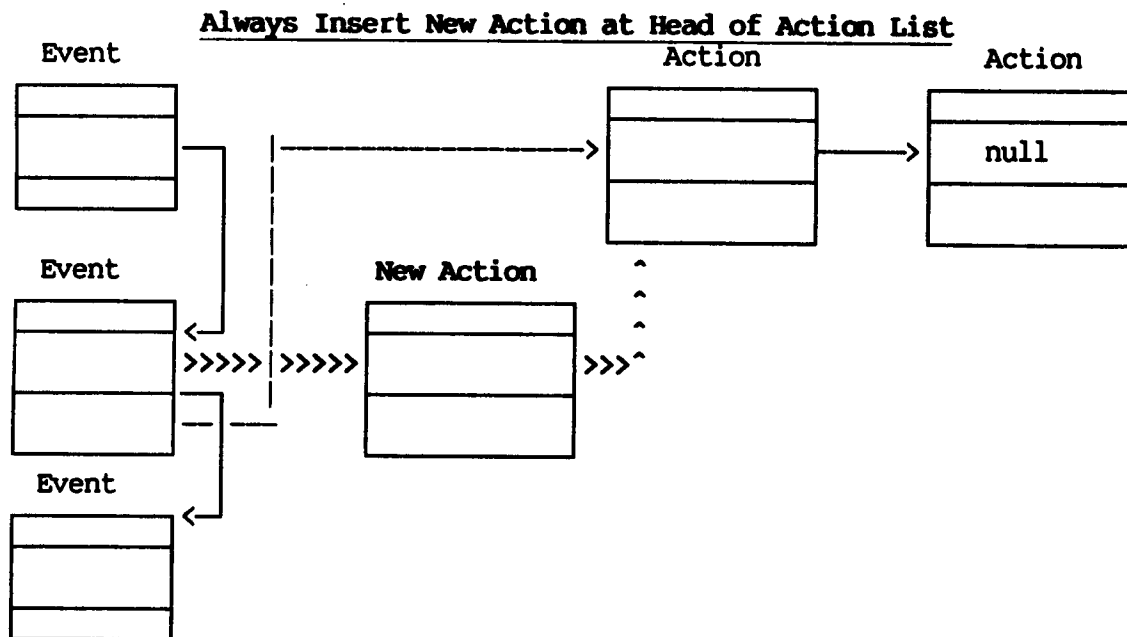 Always Insert New Action at Head of Action List
Event
Action
Action
null
Event
New Action
>>>>> >>>>>
>>>
Event